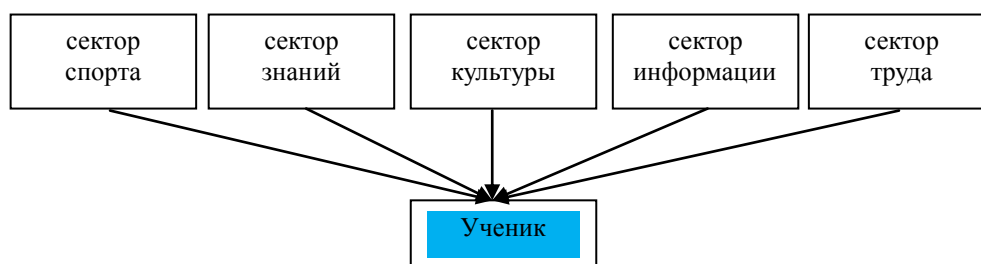 сектор
спорта
сектор
знаний
сектор
культуры
сектор
информации
сектор
труда
Ученик